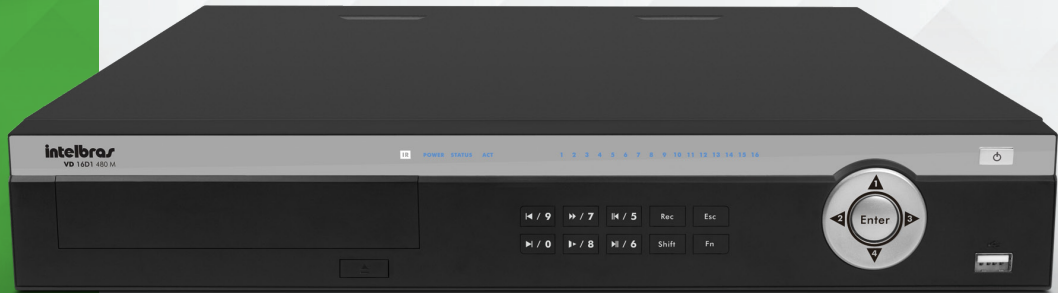 intelbras
VD 16D1 480 M
IR POWER STATUS ACT 1 2 3 4 5 6 7 8 9 10 11 12 13 14 15 16
/ 9 / 7 / 5 Rec Esc
/ 0 / 8 / 6 Shift Fn
1
2 Enter 3
4